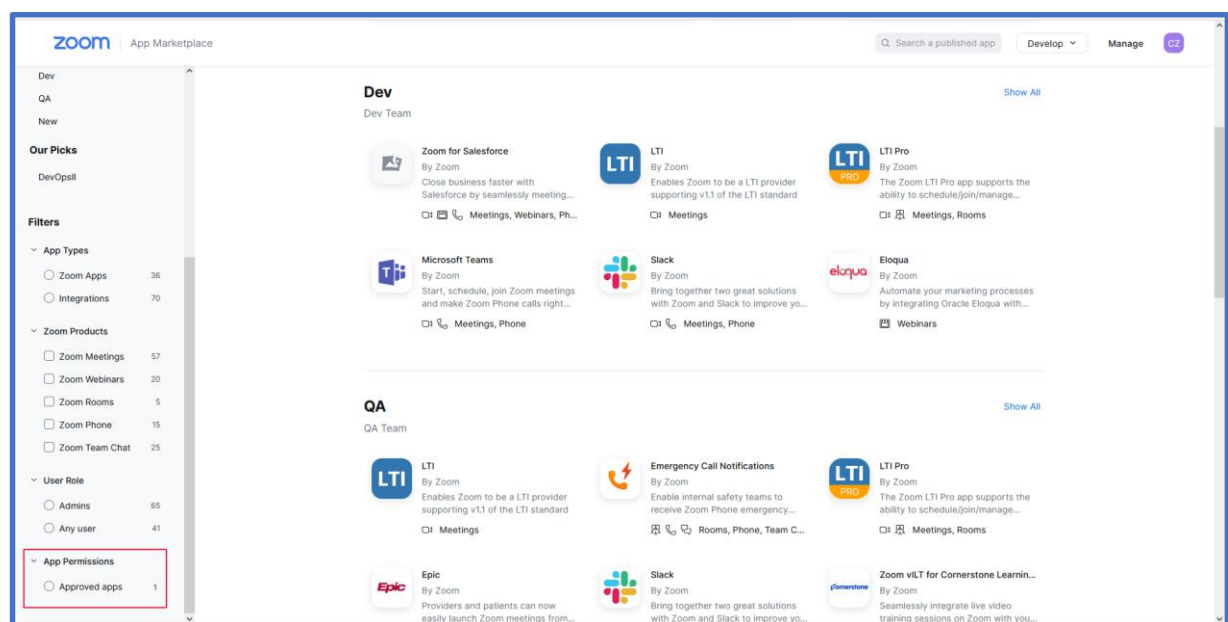 zoom App Marketplace
Search a published app
Develop
Manage
CZ
Dev
QA
New
Our Picks
DevOpsII
Filters
App Types
Zoom Apps 36
Integrations 70
Zoom Products
Zoom Meetings 57
Zoom Webinars 20
Zoom Rooms 5
Zoom Phone 15
Zoom Team Chat 25
User Role
Admins 65
Any user 41
App Permissions
Approved apps 1
Dev
Show All
Dev Team
Zoom for Salesforce
By Zoom
Close business faster with
Salesforce by seamlessly meeting...
Meetings, Webinars, Ph...
LTI
LTI
By Zoom
Enables Zoom to be a LTI provider
supporting v1.1 of the LTI standard
Meetings
LTI
PRO
LTI Pro
By Zoom
The Zoom LTI Pro app supports the
ability to schedule/join/manage...
Meetings, Rooms
Microsoft Teams
By Zoom
Start, schedule, join Zoom meetings
and make Zoom Phone calls right...
Meetings, Phone
Slack
By Zoom
Bring together two great solutions
with Zoom and Slack to improve yo...
Meetings, Phone
eloqua
Eloqua
By Zoom
Automate your marketing processes
by integrating Oracle Eloqua with...
Webinars
QA
Show All
QA Team
LTI
LTI
By Zoom
Enables Zoom to be a LTI provider
supporting v1.1 of the LTI standard
Meetings
Emergency Call Notifications
By Zoom
Enable internal safety teams to
receive Zoom Phone emergency...
Rooms, Phone, Team C...
LTI
PRO
LTI Pro
By Zoom
The Zoom LTI Pro app supports the
ability to schedule/join/manage...
Meetings, Rooms
Epic
Epic
By Zoom
Providers and patients can now
easily launch Zoom meetings from...
Slack
By Zoom
Bring together two great solutions
with Zoom and Slack to improve yo...
cornerstone
Zoom vILT for Cornerstone Learnin...
By Zoom
Seamlessly integrate live video
training sessions on Zoom with you...